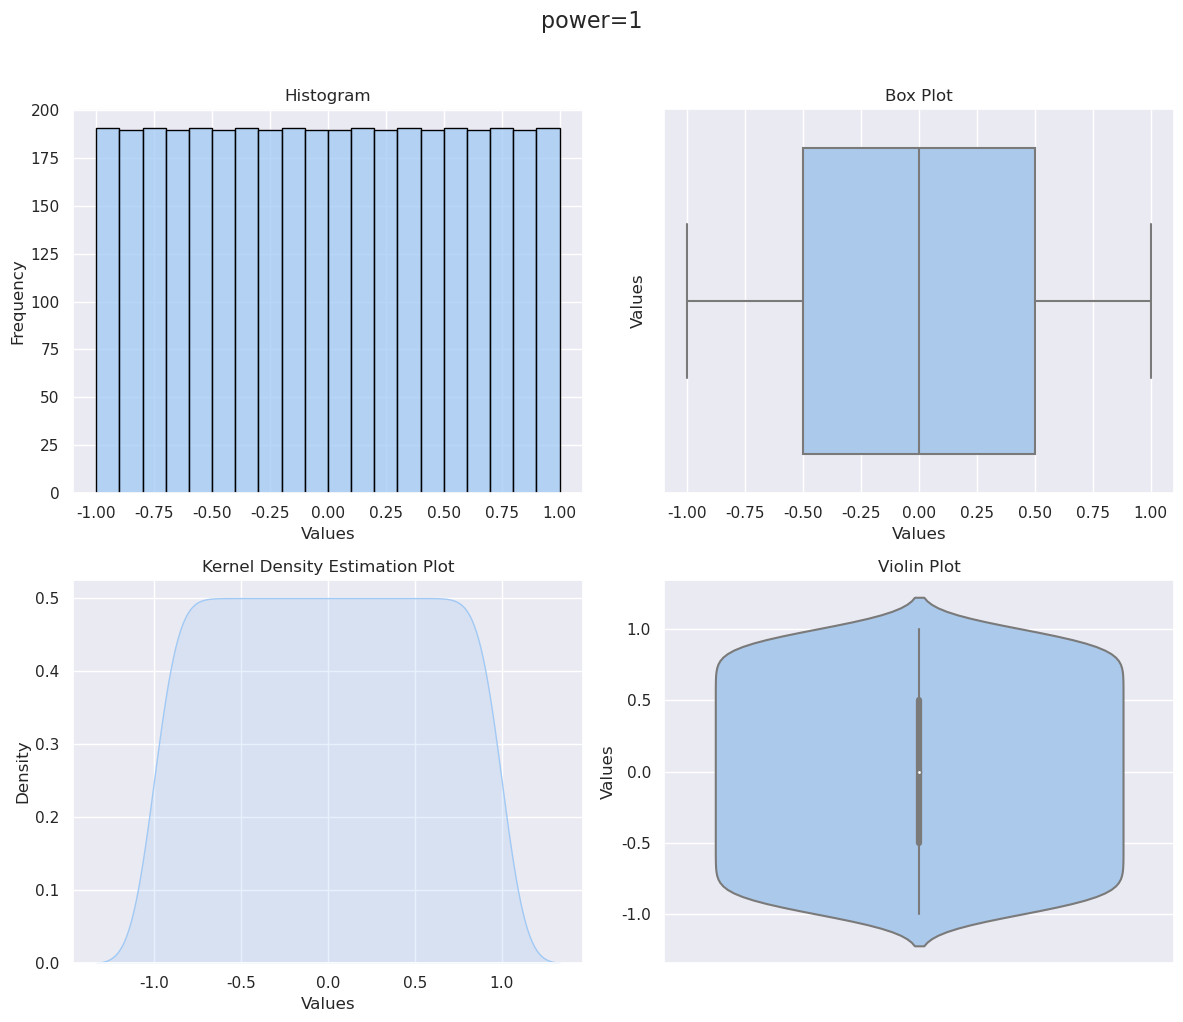 power=1
Histogram
200
175
150
125
100
75
50
25
0
Frequency
-1.00 -0.75 -0.50 -0.25 0.00 0.25 0.50 0.75 1.00
Values
Box Plot
Values
-1.00 -0.75 -0.50 -0.25 0.00 0.25 0.50 0.75 1.00
Values
Kernel Density Estimation Plot
0.5
0.4
0.3
0.2
0.1
0.0
Density
-1.0 -0.5 0.0 0.5 1.0
Values
Violin Plot
1.0
0.5
0.0
-0.5
-1.0
Values